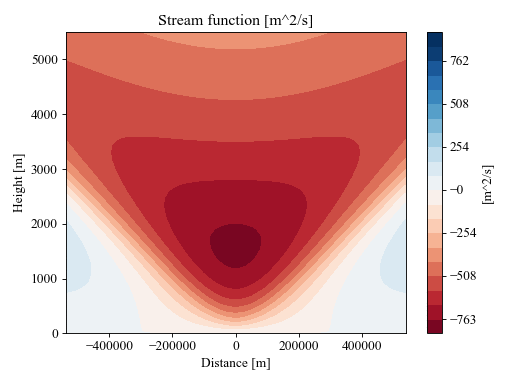 Stream function [m^2/s]
5000
4000
3000
2000
1000
0
Height [m]
−400000 −200000 0 200000 400000
Distance [m]
762
508
254
−0
−254
−508
−763
[m^2/s]